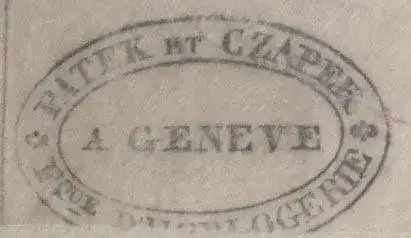 PATEK ET CZAPEK
A GENEVE
FQUE D'HORLOGERIE